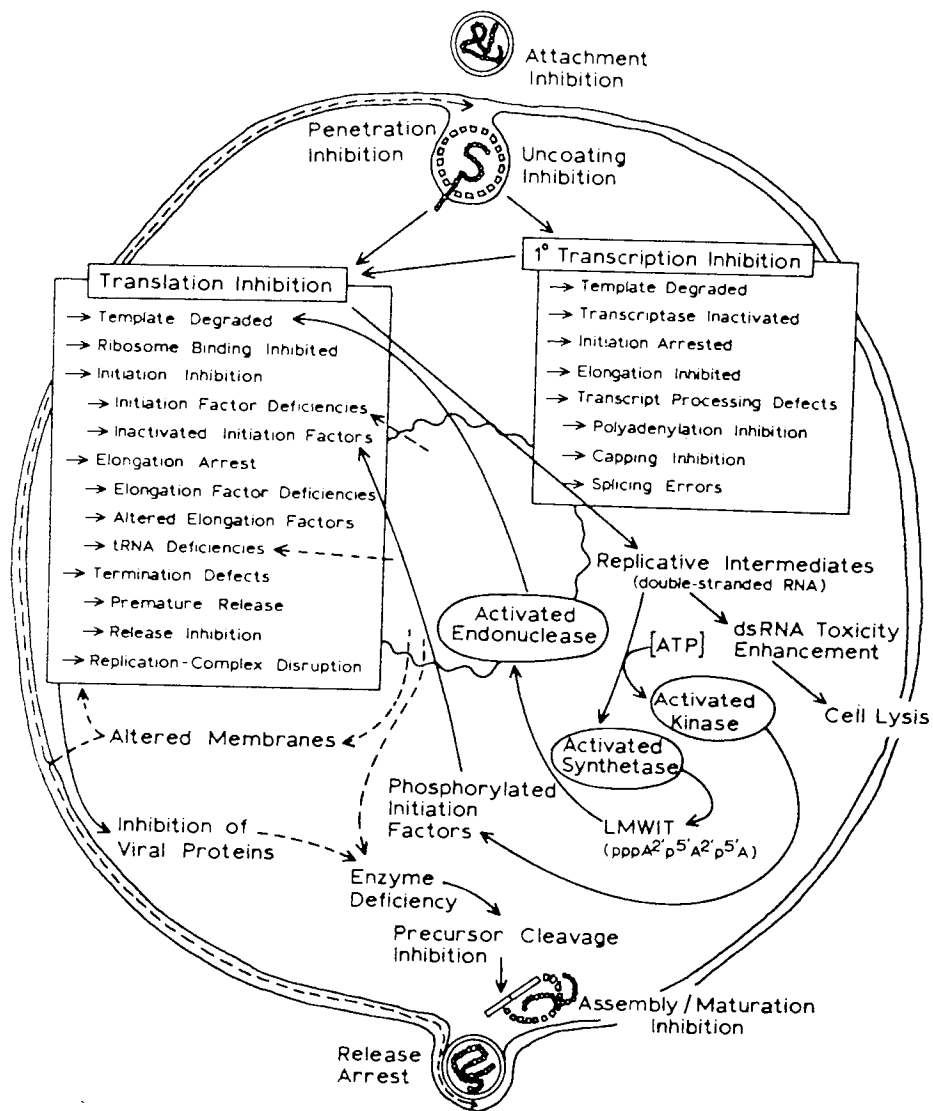 Attachment
Inhibition
Penetration
Inhibition
Uncoating
Inhibition
Translation Inhibition
→ Template Degraded
→ Ribosome Binding Inhibited
→ Initiation Inhibition
→ Initiation Factor Deficiencies
→ Inactivated Initiation Factors
→ Elongation Arrest
→ Elongation Factor Deficiencies
→ Altered Elongation Factors
→ tRNA Deficiencies
→ Termination Defects
→ Premature Release
→ Release Inhibition
→ Replication-Complex Disruption
1° Transcription Inhibition
→ Template Degraded
→ Transcriptase Inactivated
→ Initiation Arrested
→ Elongation Inhibited
→ Transcript Processing Defects
→ Polyadenylation Inhibition
→ Capping Inhibition
→ Splicing Errors
Replicative Intermediates
(double-stranded RNA)
Activated
Endonuclease
[ATP]
dsRNA Toxicity
Enhancement
Activated
Kinase
Cell Lysis
Activated
Synthetase
Altered Membranes
Phosphorylated
Initiation
Factors
LMWIT
(pppA2'p5'A2'p5'A)
Inhibition of
Viral Proteins
Enzyme
Deficiency
Precursor Cleavage
Inhibition
Assembly/Maturation
Inhibition
Release
Arrest